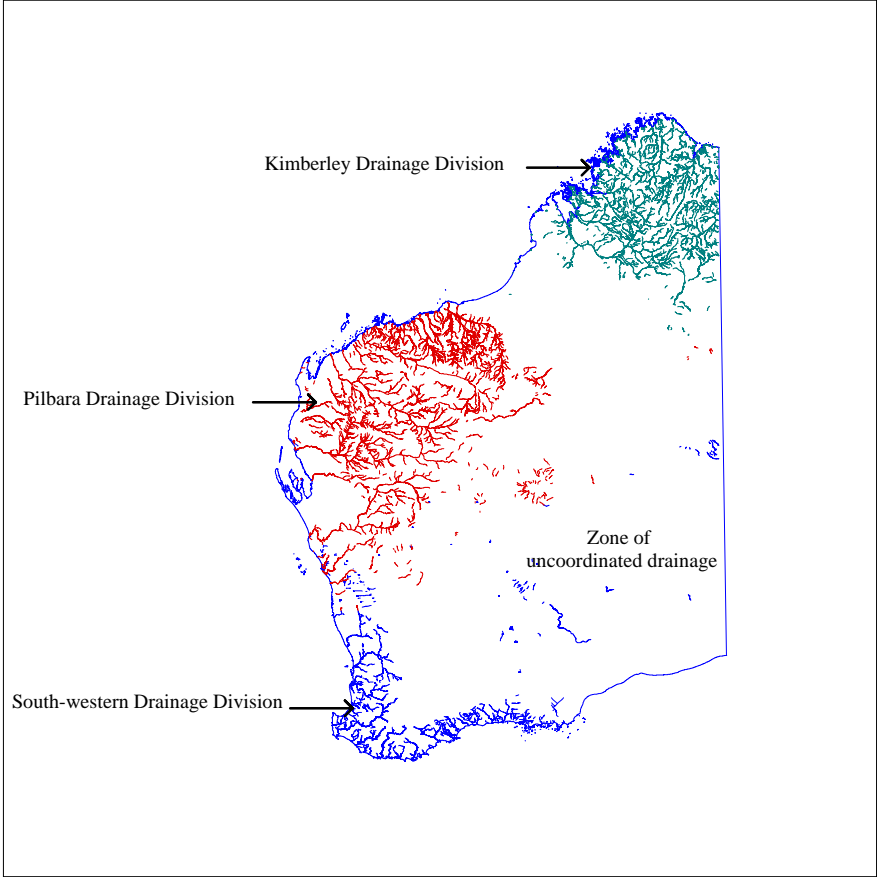 Kimberley Drainage Division
Pilbara Drainage Division
Zone of
uncoordinated drainage
South-western Drainage Division